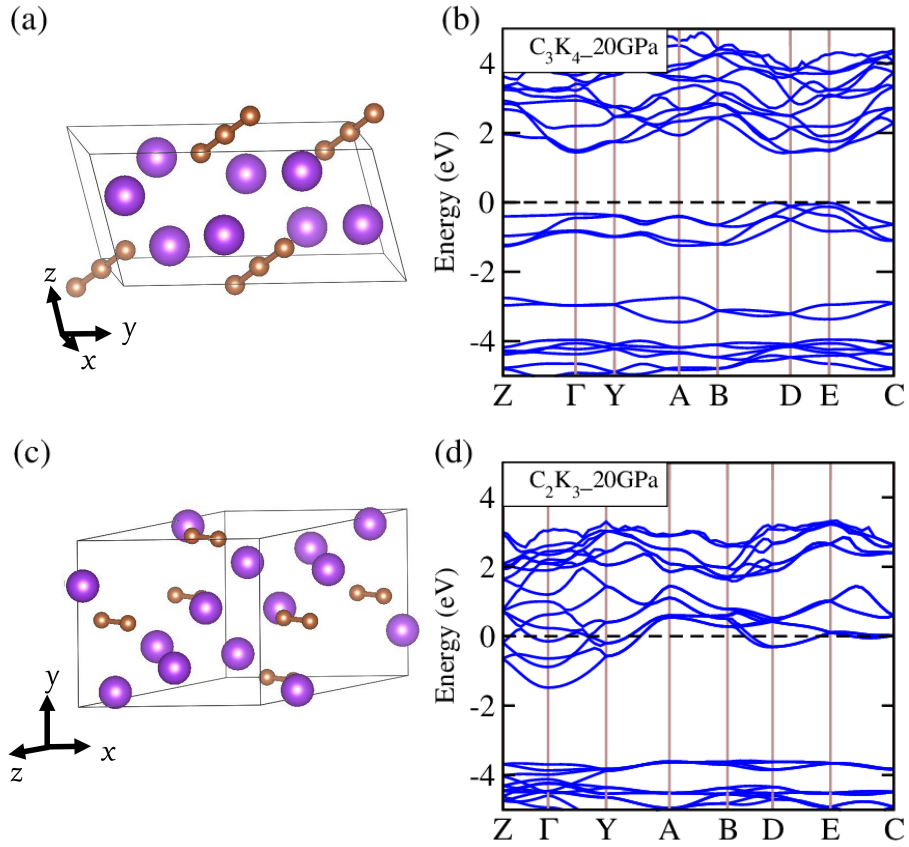 (a)
z
y
x
(b)
C₃K₄_20GPa
Energy (eV)
4
2
0
-2
-4
Z Γ Y A B D E C
(c)
y
x
z
(d)
C₂K₃_20GPa
Energy (eV)
4
2
0
-2
-4
Z Γ Y A B D E C